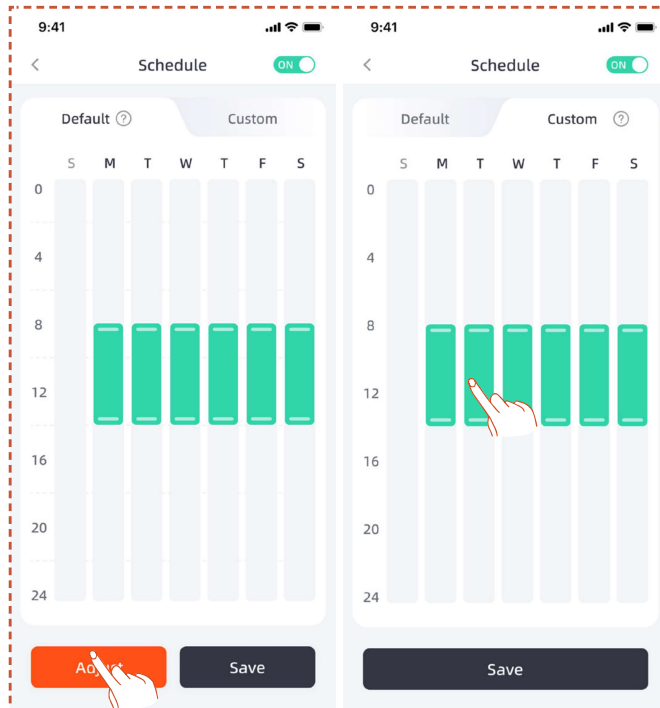 9:41
Schedule
ON
Default ?
Custom
S M T W T F S
0
4
8
12
16
20
24
Adjust
Save
9:41
Schedule
ON
Default
Custom ?
S M T W T F S
0
4
8
12
16
20
24
Save